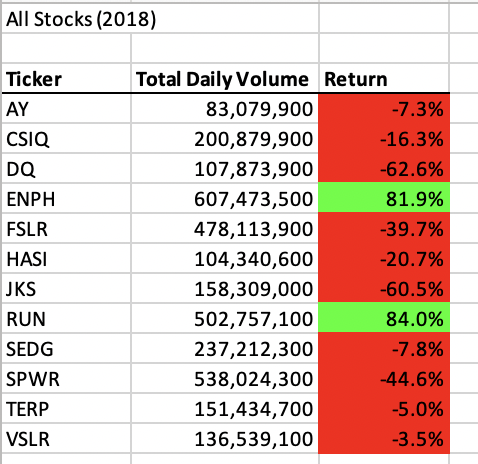 All Stocks (2018)
Ticker Total Daily Volume Return
AY 83,079,900 -7.3%
CSIQ 200,879,900 -16.3%
DQ 107,873,900 -62.6%
ENPH 607,473,500 81.9%
FSLR 478,113,900 -39.7%
HASI 104,340,600 -20.7%
JKS 158,309,000 -60.5%
RUN 502,757,100 84.0%
SEDG 237,212,300 -7.8%
SPWR 538,024,300 -44.6%
TERP 151,434,700 -5.0%
VSLR 136,539,100 -3.5%